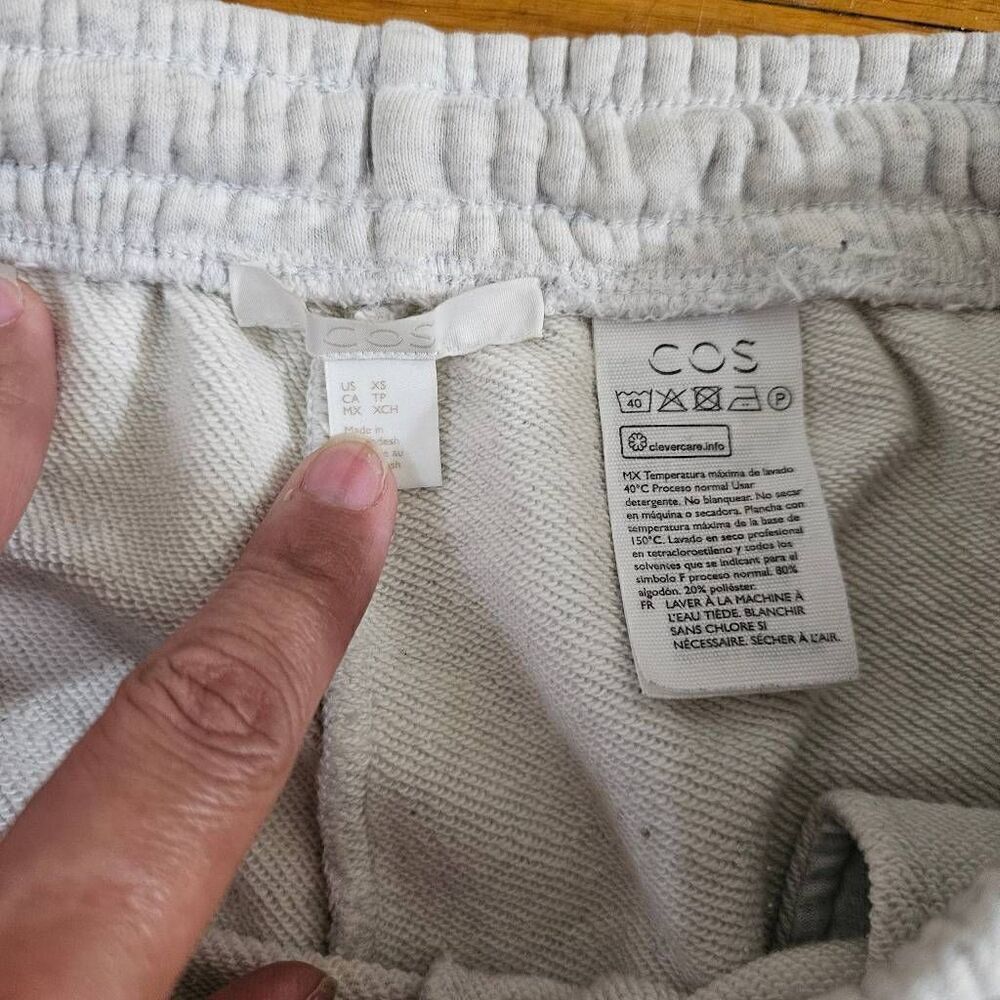 COS
US XS
CA TP
MX XCH
Made in
COS
40 P
clevercare.info
MX Temperatura máxima de lavado
40°C Proceso normal Usar
detergente. No blanquear. No secar
en máquina o secadora. Plancha con
temperatura máxima de la base de
150°C. Lavado en seco profesional
en tetracloroetileno y todos los
solventes que se indicant para el
símbolo F proceso normal. 80%
algodón. 20% poliéster.
FR LAVER À LA MACHINE À
L'EAU TIÈDE. BLANCHIR
SANS CHLORE SI
NÉCESSAIRE. SÉCHER À L'AIR.